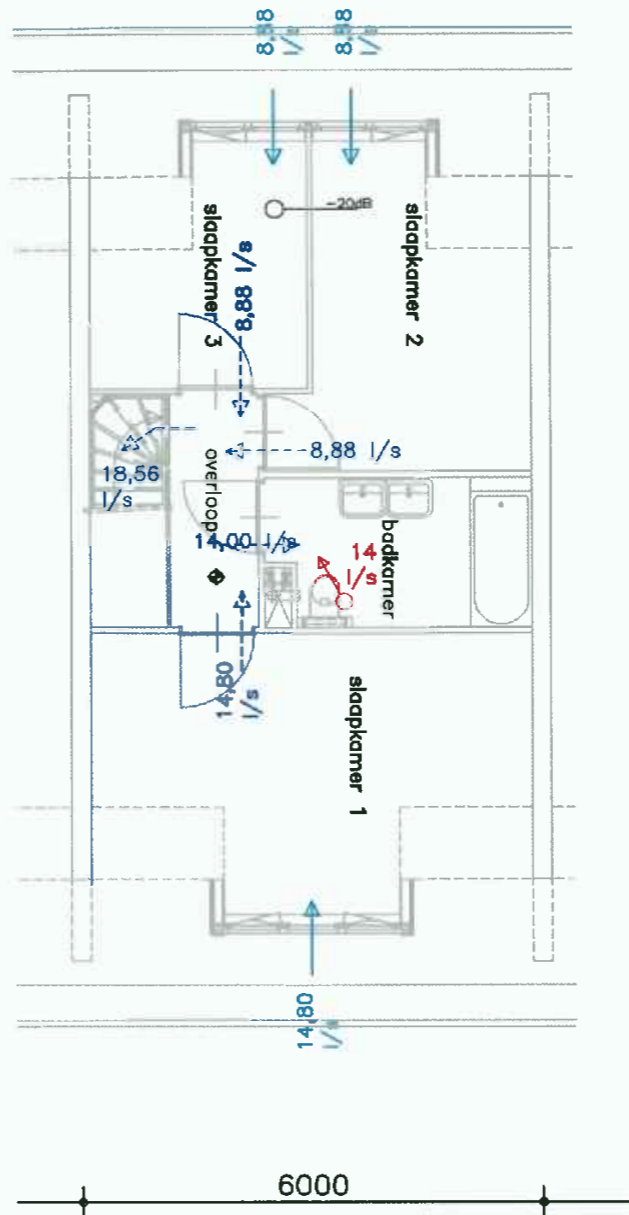 8,88
l/s
8,88
l/s
-20dB
slaapkamer 3
slaapkamer 2
8,88 l/s
8,88 l/s
18,56
l/s
overloop
14,00 l/s
badkamer
14
l/s
14,80
l/s
slaapkamer 1
14,80
l/s
6000